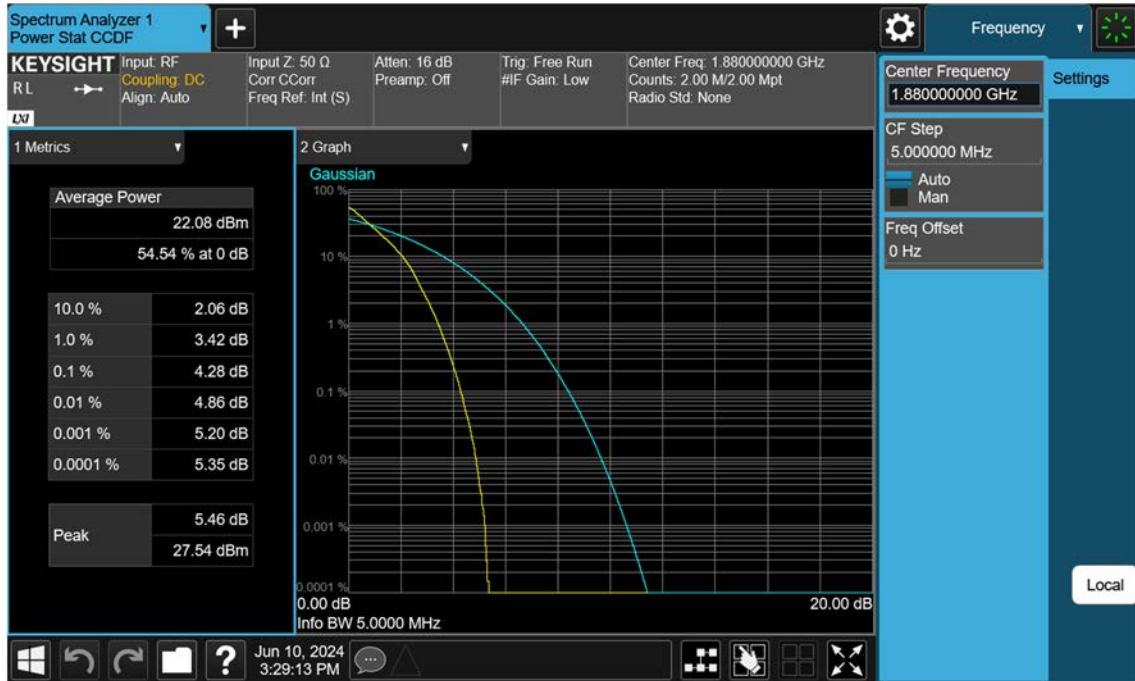 Spectrum Analyzer 1
Power Stat CCDF
Frequency
KEYSIGHT
R L
LXI
Input: RF
Coupling: DC
Align: Auto
Input Z: 50 Ω
Corr CCorr
Freq Ref: Int (S)
Atten: 16 dB
Preamp: Off
Trig: Free Run
#IF Gain: Low
Center Freq: 1.880000000 GHz
Counts: 2.00 M/2.00 Mpt
Radio Std: None
Center Frequency
1.880000000 GHz
Settings
CF Step
5.000000 MHz
Auto
Man
Freq Offset
0 Hz
1 Metrics
Average Power
22.08 dBm
54.54 % at 0 dB
10.0 % 2.06 dB
1.0 % 3.42 dB
0.1 % 4.28 dB
0.01 % 4.86 dB
0.001 % 5.20 dB
0.0001 % 5.35 dB
Peak 5.46 dB
27.54 dBm
2 Graph
Gaussian
100 %
10 %
1 %
0.1 %
0.01 %
0.001 %
0.0001 %
0.00 dB 20.00 dB
Info BW 5.0000 MHz
Local
?
Jun 10, 2024
3:29:13 PM